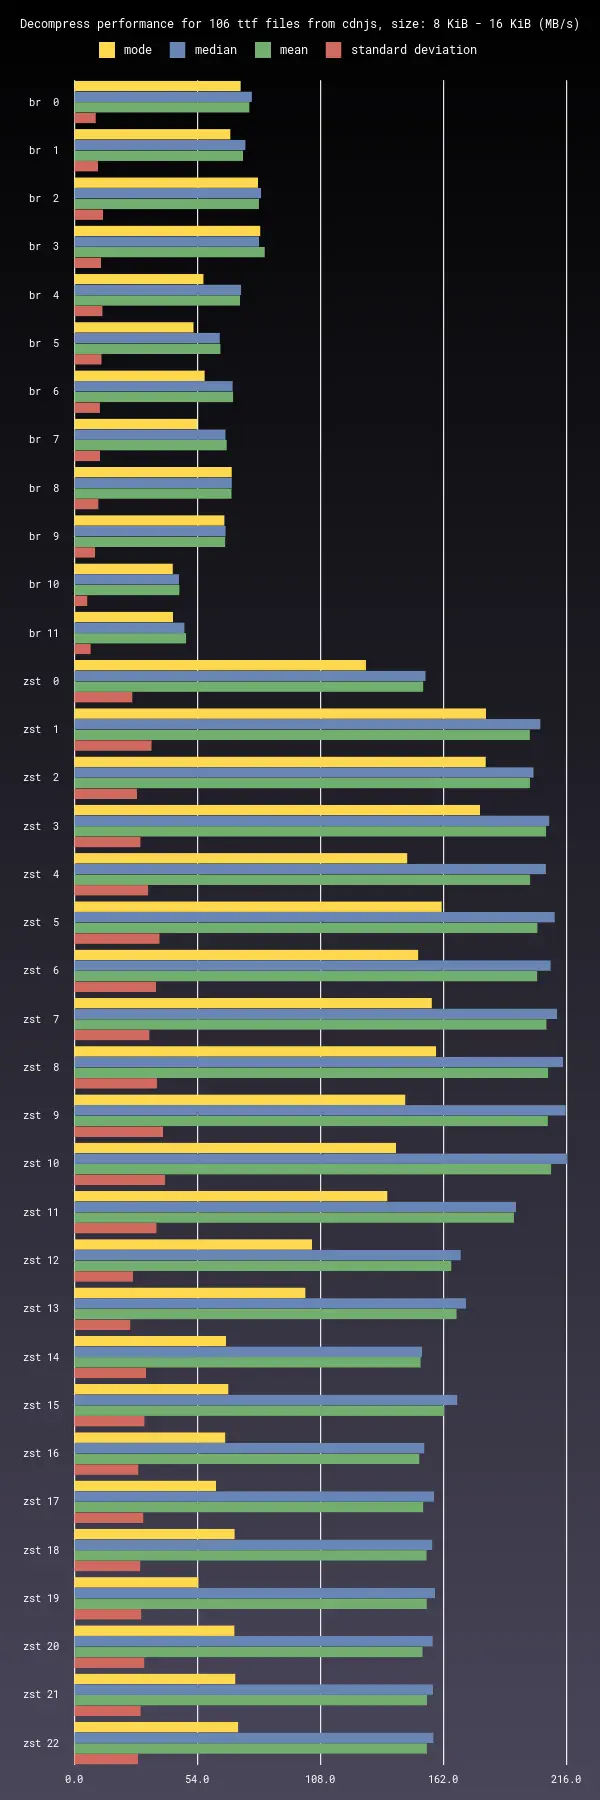 Decompress performance for 106 ttf files from cdnjs, size: 8 KiB - 16 KiB (MB/s)
mode median mean standard deviation
br 0
br 1
br 2
br 3
br 4
br 5
br 6
br 7
br 8
br 9
br 10
br 11
zst 0
zst 1
zst 2
zst 3
zst 4
zst 5
zst 6
zst 7
zst 8
zst 9
zst 10
zst 11
zst 12
zst 13
zst 14
zst 15
zst 16
zst 17
zst 18
zst 19
zst 20
zst 21
zst 22
0.0 54.0 108.0 162.0 216.0